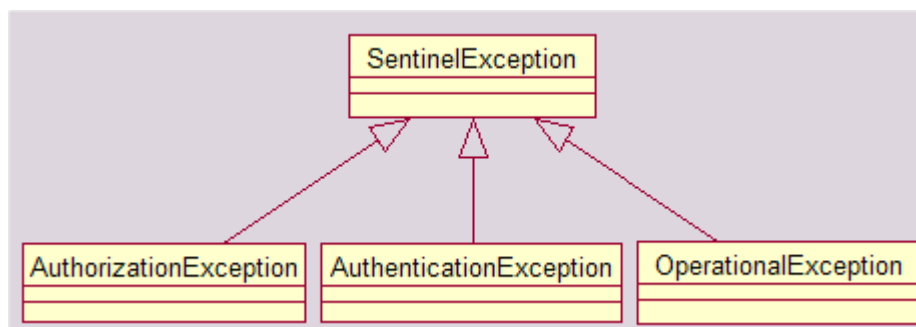 SentinelException
AuthorizationException
AuthenticationException
OperationalException